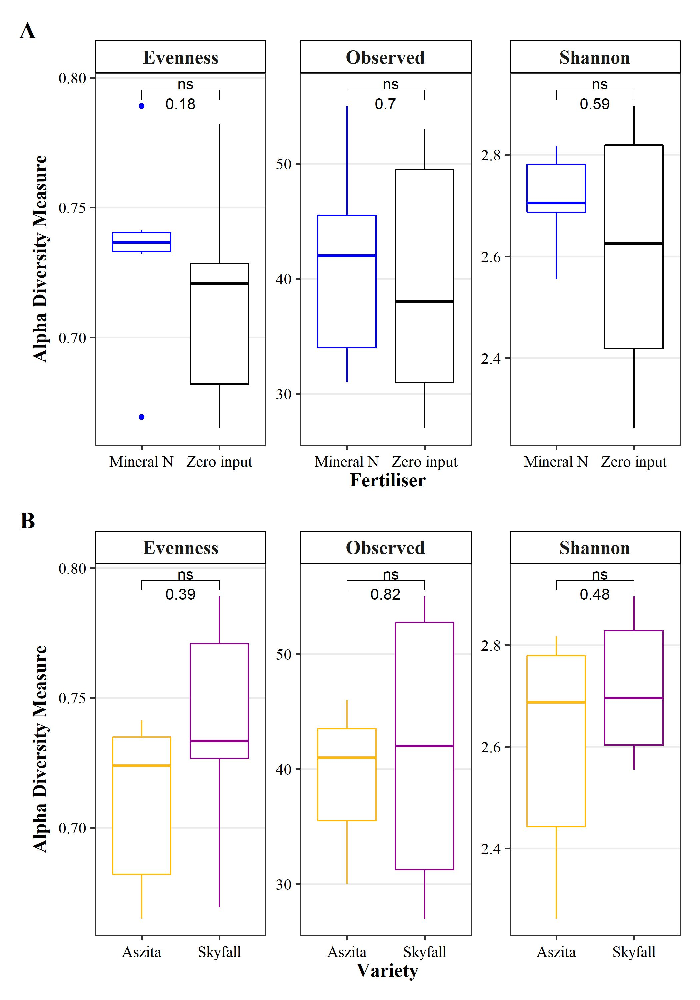 A
Evenness Observed Shannon
ns ns ns
0.18 0.7 0.59
0.80
0.75
0.70
50
40
30
2.8
2.6
2.4
Alpha Diversity Measure
Mineral N Zero input Mineral N Zero input Mineral N Zero input
Fertiliser
B
Evenness Observed Shannon
ns ns ns
0.39 0.82 0.48
0.80
0.75
0.70
50
40
30
2.8
2.6
2.4
Alpha Diversity Measure
Aszita Skyfall Aszita Skyfall Aszita Skyfall
Variety